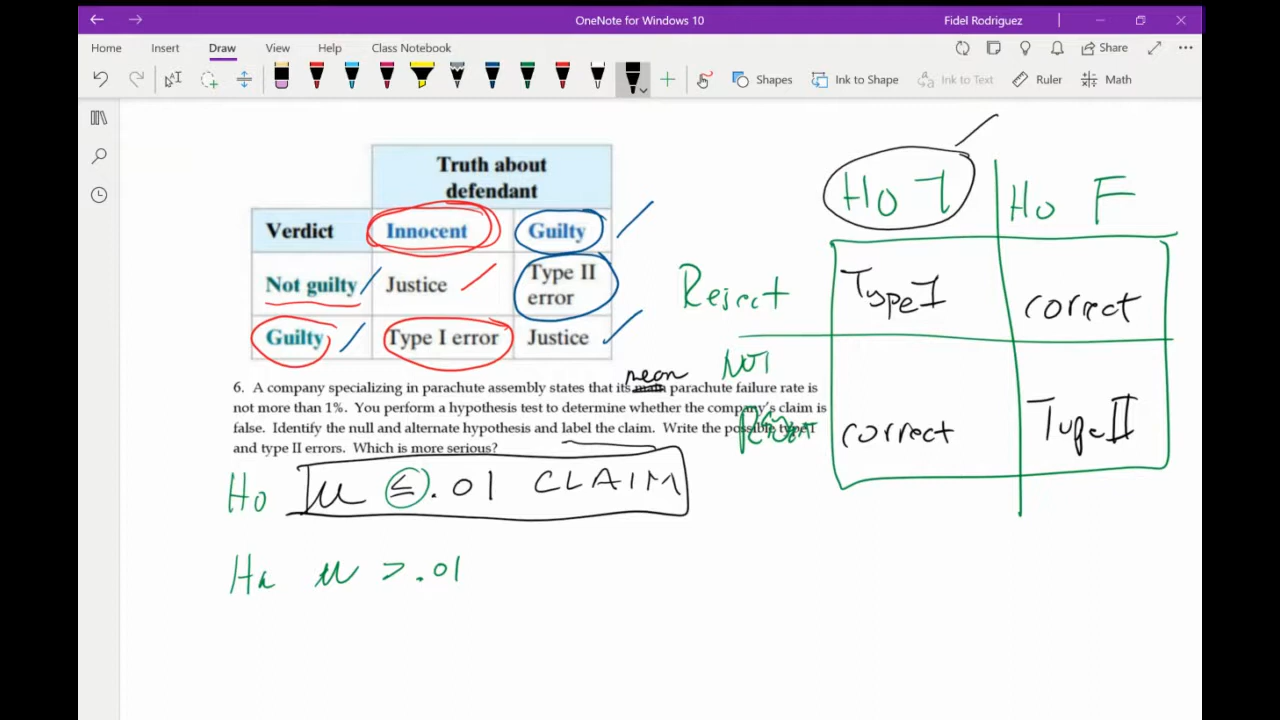 OneNote for Windows 10
Fidel Rodriguez
Home Insert Draw View Help Class Notebook
Share
Shapes Ink to Shape Ink to Text Ruler Math
Truth about
defendant
Verdict Innocent Guilty
Not guilty Justice Type II
error
Guilty Type I error Justice
Ho T Ho F
Reject Type I correct
NOT
correct Type II
mean
6. A company specializing in parachute assembly states that its main parachute failure rate is
not more than 1%. You perform a hypothesis test to determine whether the company's claim is
false. Identify the null and alternate hypothesis and label the claim. Write the possible type I
and type II errors. Which is more serious?
Ho μ ≤ .01 CLAIM
Ha μ > .01